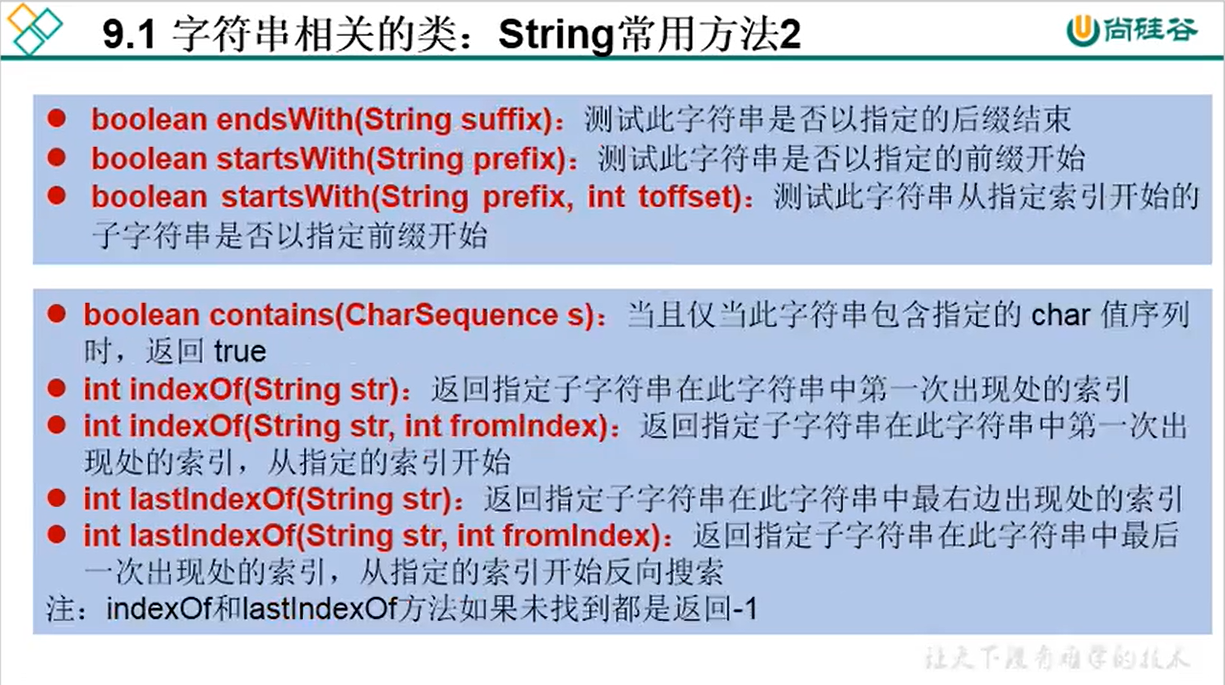 9.1 字符串相关的类：String常用方法2
尚硅谷
● boolean endsWith(String suffix)：测试此字符串是否以指定的后缀结束
● boolean startsWith(String prefix)：测试此字符串是否以指定的前缀开始
● boolean startsWith(String prefix, int toffset)：测试此字符串从指定索引开始的
子字符串是否以指定前缀开始
● boolean contains(CharSequence s)：当且仅当此字符串包含指定的 char 值序列
时，返回 true
● int indexOf(String str)：返回指定子字符串在此字符串中第一次出现处的索引
● int indexOf(String str, int fromIndex)：返回指定子字符串在此字符串中第一次出
现处的索引，从指定的索引开始
● int lastIndexOf(String str)：返回指定子字符串在此字符串中最右边出现处的索引
● int lastIndexOf(String str, int fromIndex)：返回指定子字符串在此字符串中最后
一次出现处的索引，从指定的索引开始反向搜索
注：indexOf和lastIndexOf方法如果未找到都是返回-1
让天下没有难学的技术